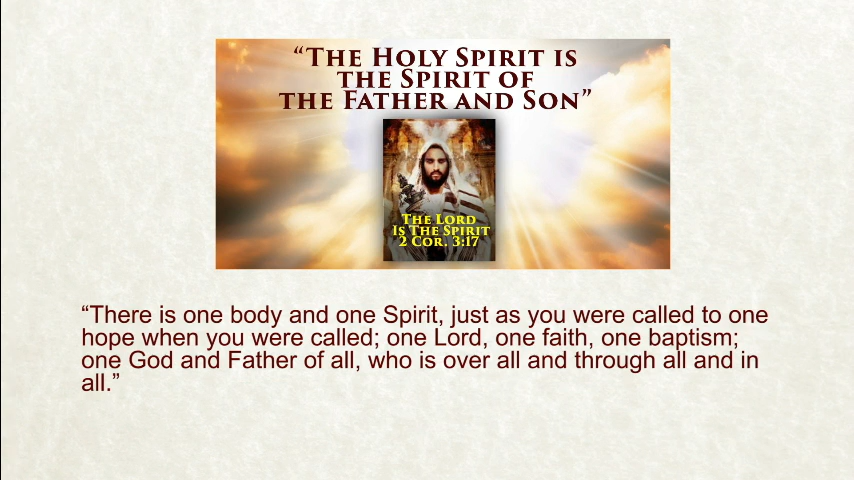 “The Holy Spirit is
the Spirit of
the Father and Son”
The Lord
Is The Spirit
2 Cor. 3:17
“There is one body and one Spirit, just as you were called to one
hope when you were called; one Lord, one faith, one baptism;
one God and Father of all, who is over all and through all and in
all.”